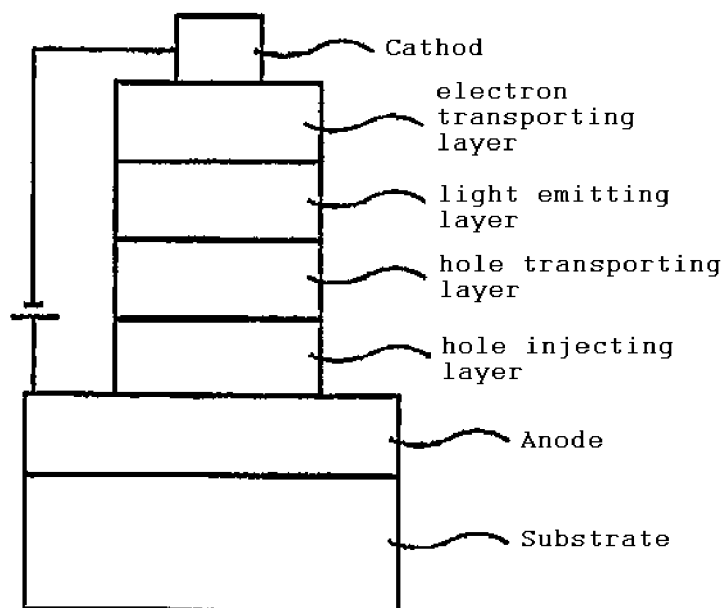 Cathod
electron
transporting
layer
light emitting
layer
hole transporting
layer
hole injecting
layer
Anode
Substrate